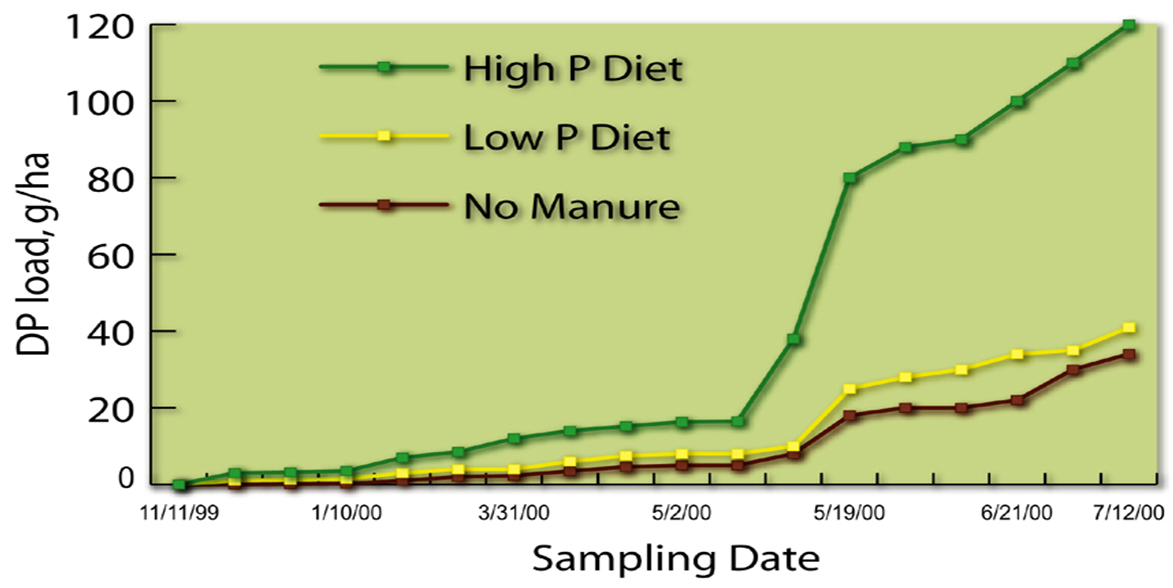 120
100
80
60
40
20
0
DP load, g/ha
High P Diet
Low P Diet
No Manure
11/11/99 1/10/00 3/31/00 5/2/00 5/19/00 6/21/00 7/12/00
Sampling Date